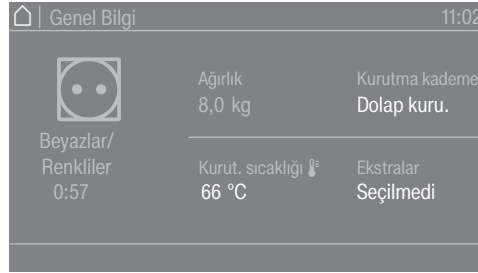 Genel Bilgi
11:02
Ağırlık
8,0 kg
Kurutma kademe
Dolap kuru.
Beyazlar/
Renkliler
0:57
Kurut. sıcaklığı
66 °C
Ekstralar
Seçilmedi